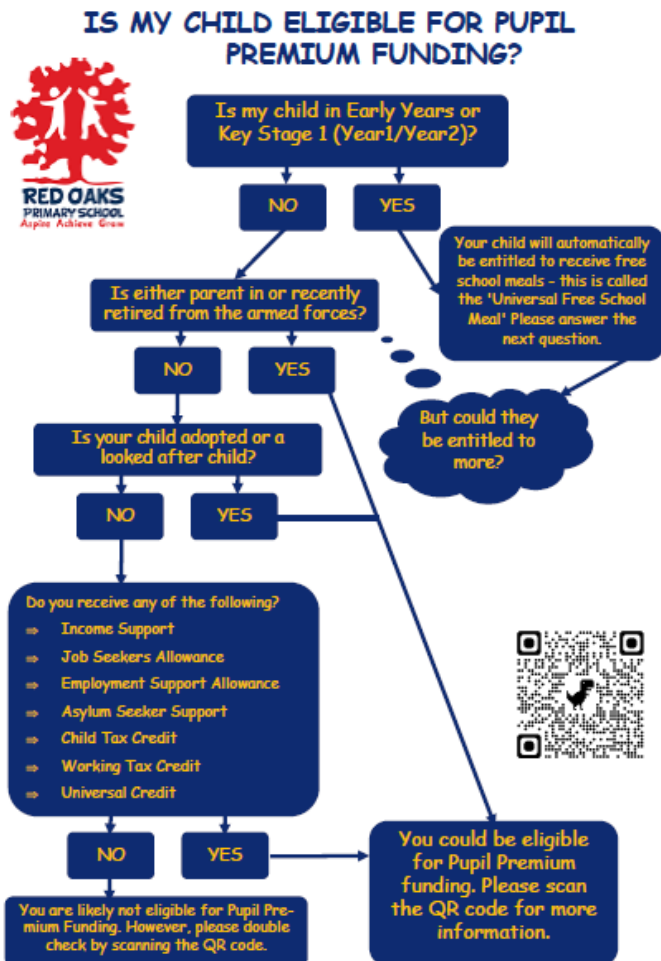 IS MY CHILD ELIGIBLE FOR PUPIL
PREMIUM FUNDING?
RED OAKS
PRIMARY SCHOOL
Aspire Achieve Grow
Is my child in Early Years or
Key Stage 1 (Year1/Year2)?
NO
YES
Your child will automatically
be entitled to receive free
school meals - this is called
the 'Universal Free School
Meal' Please answer the
next question.
Is either parent in or recently
retired from the armed forces?
NO
YES
But could they
be entitled to
more?
Is your child adopted or a
looked after child?
NO
YES
Do you receive any of the following?
⇒ Income Support
⇒ Job Seekers Allowance
⇒ Employment Support Allowance
⇒ Asylum Seeker Support
⇒ Child Tax Credit
⇒ Working Tax Credit
⇒ Universal Credit
NO
YES
You could be eligible
for Pupil Premium
funding. Please scan
the QR code for more
information.
You are likely not eligible for Pupil Pre-
mium Funding. However, please double
check by scanning the QR code.